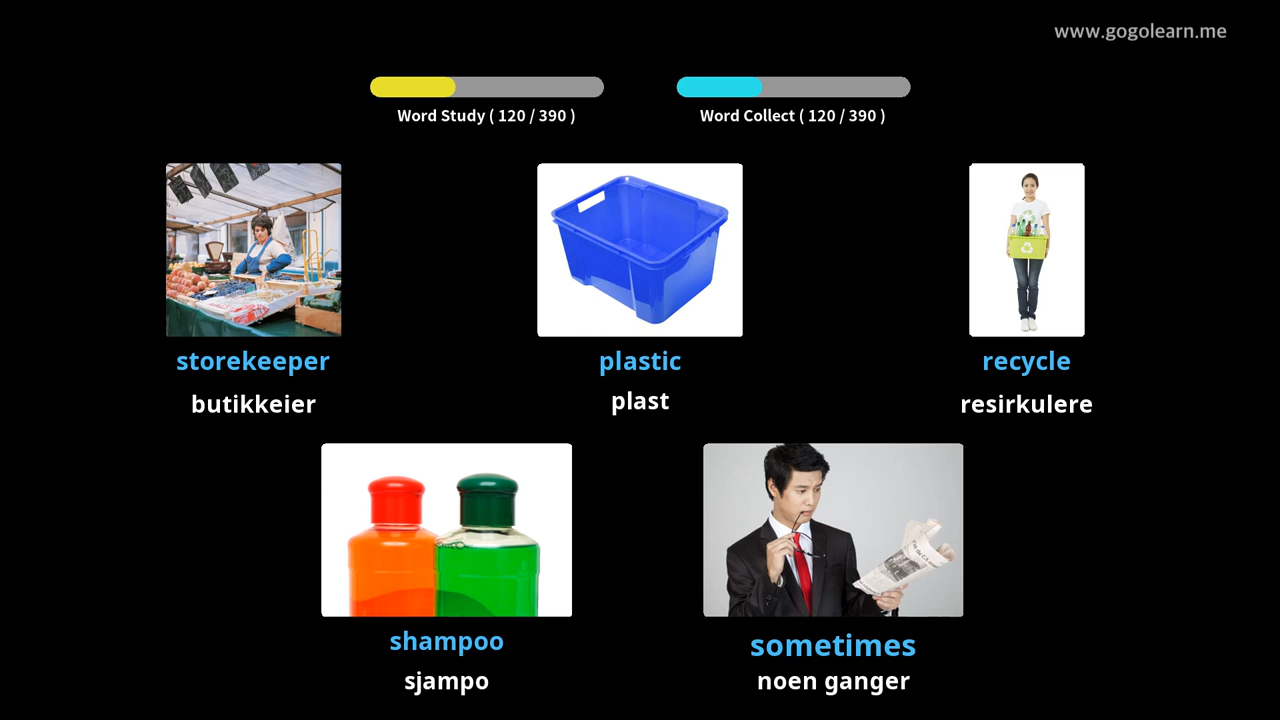 www.gogolearn.me
Word Study ( 120 / 390 )
Word Collect ( 120 / 390 )
storekeeper
plastic
recycle
butikkeier
plast
resirkulere
shampoo
sometimes
sjampo
noen ganger